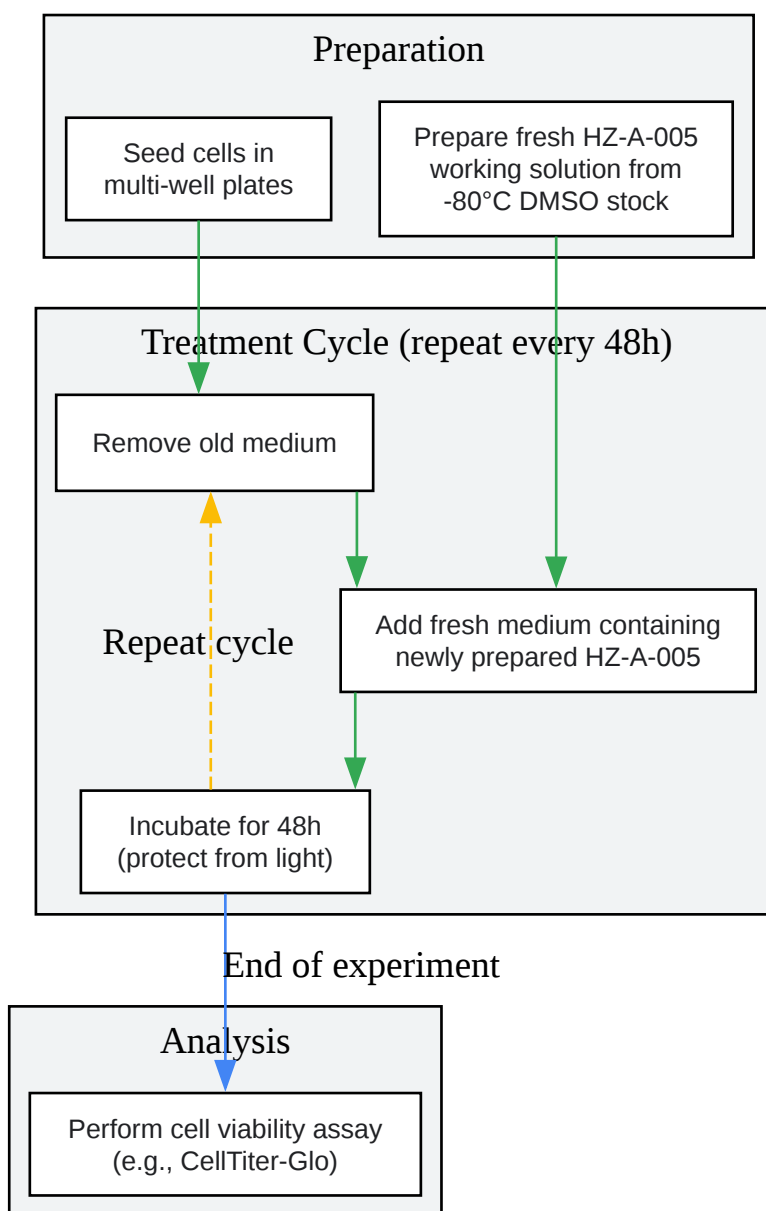 Preparation
Seed cells in
multi-well plates
Prepare fresh HZ-A-005
working solution from
-80°C DMSO stock
Treatment Cycle (repeat every 48h)
Remove old medium
Add fresh medium containing
newly prepared HZ-A-005
Repeat cycle
Incubate for 48h
(protect from light)
End of experiment
Analysis
Perform cell viability assay
(e.g., CellTiter-Glo)